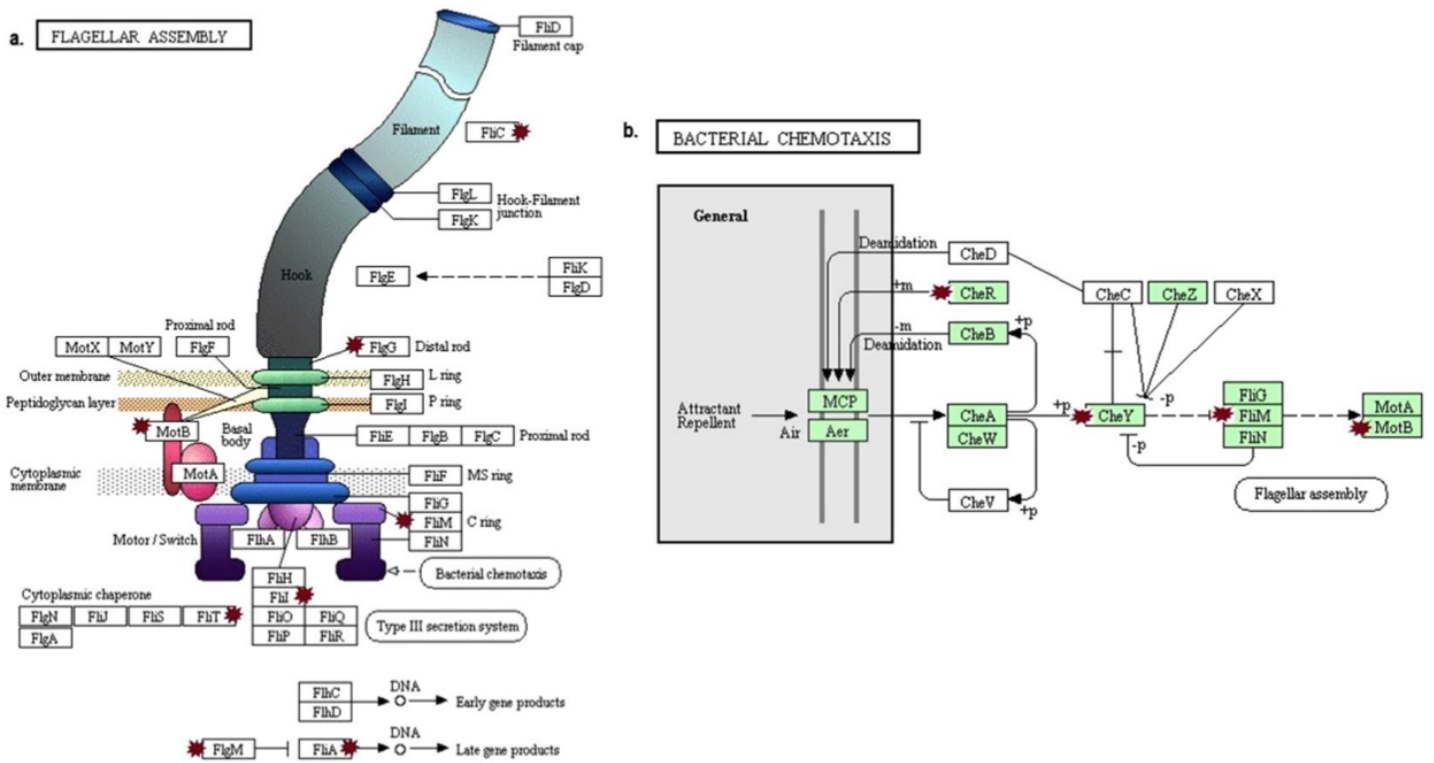 a. FLAGELLAR ASSEMBLY
FliD
Filament cap
Filament
FliC
FlgL
FlgK
Hook-Filament
junction
Hook
FlgE
FliK
FlgD
Proximal rod
MotX MotY FlgF
FlgG Distal rod
Outer membrane
FlgH L ring
Peptidoglycan layer
FlgI P ring
MotB
Basal
body
FliE FlgB FlgC Proximal rod
Cytoplasmic
membrane
MotA
FliF MS ring
FliG
FliM C ring
FliN
Motor / Switch
FlhA FlhB
Bacterial chemotaxis
Cytoplasmic chaperone
FlgN FliJ FliS FliT
FlgA
FliH
FliI
FliO FliQ
FliP FliR
Type III secretion system
FlhC
FlhD
DNA
Early gene products
FlgM FliA
DNA
Late gene products
b. BACTERIAL CHEMOTAXIS
General
Deamidation
CheD
+m
CheR
CheC CheZ CheX
-m
Deamidation
CheB
+p
MCP
Attractant
Repellent
Air
Aer
CheA
CheW
+p
CheY
-p
FliG
FliM
FliN
-p
MotA
MotB
CheV
+p
Flagellar assembly